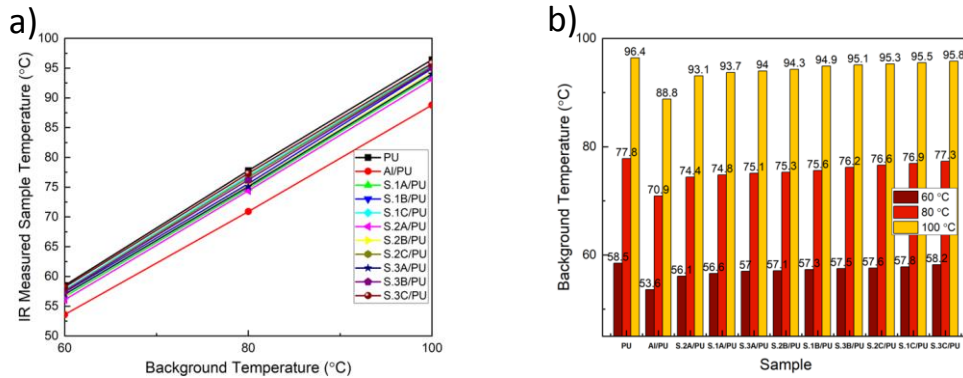 a)
100
95
90
85
80
75
70
65
60
55
50
IR Measured Sample Temperature (°C)
PU
Al/PU
S.1A/PU
S.1B/PU
S.1C/PU
S.2A/PU
S.2B/PU
S.2C/PU
S.3A/PU
S.3B/PU
S.3C/PU
60 80 100
Background Temperature (°C)
b)
100
80
60
Background Temperature (°C)
96.4 88.8 93.1 93.7 94 94.3 94.9 95.1 95.3 95.5 95.8
77.8 70.9 74.4 74.8 75.1 75.3 75.6 76.2 76.6 76.9 77.3
58.5 53.6 56.1 56.6 57 57.1 57.3 57.5 57.6 57.8 58.2
60 °C
80 °C
100 °C
PU Al/PU S.2A/PU S.1A/PU S.3A/PU S.2B/PU S.1B/PU S.3B/PU S.2C/PU S.1C/PU S.3C/PU
Sample